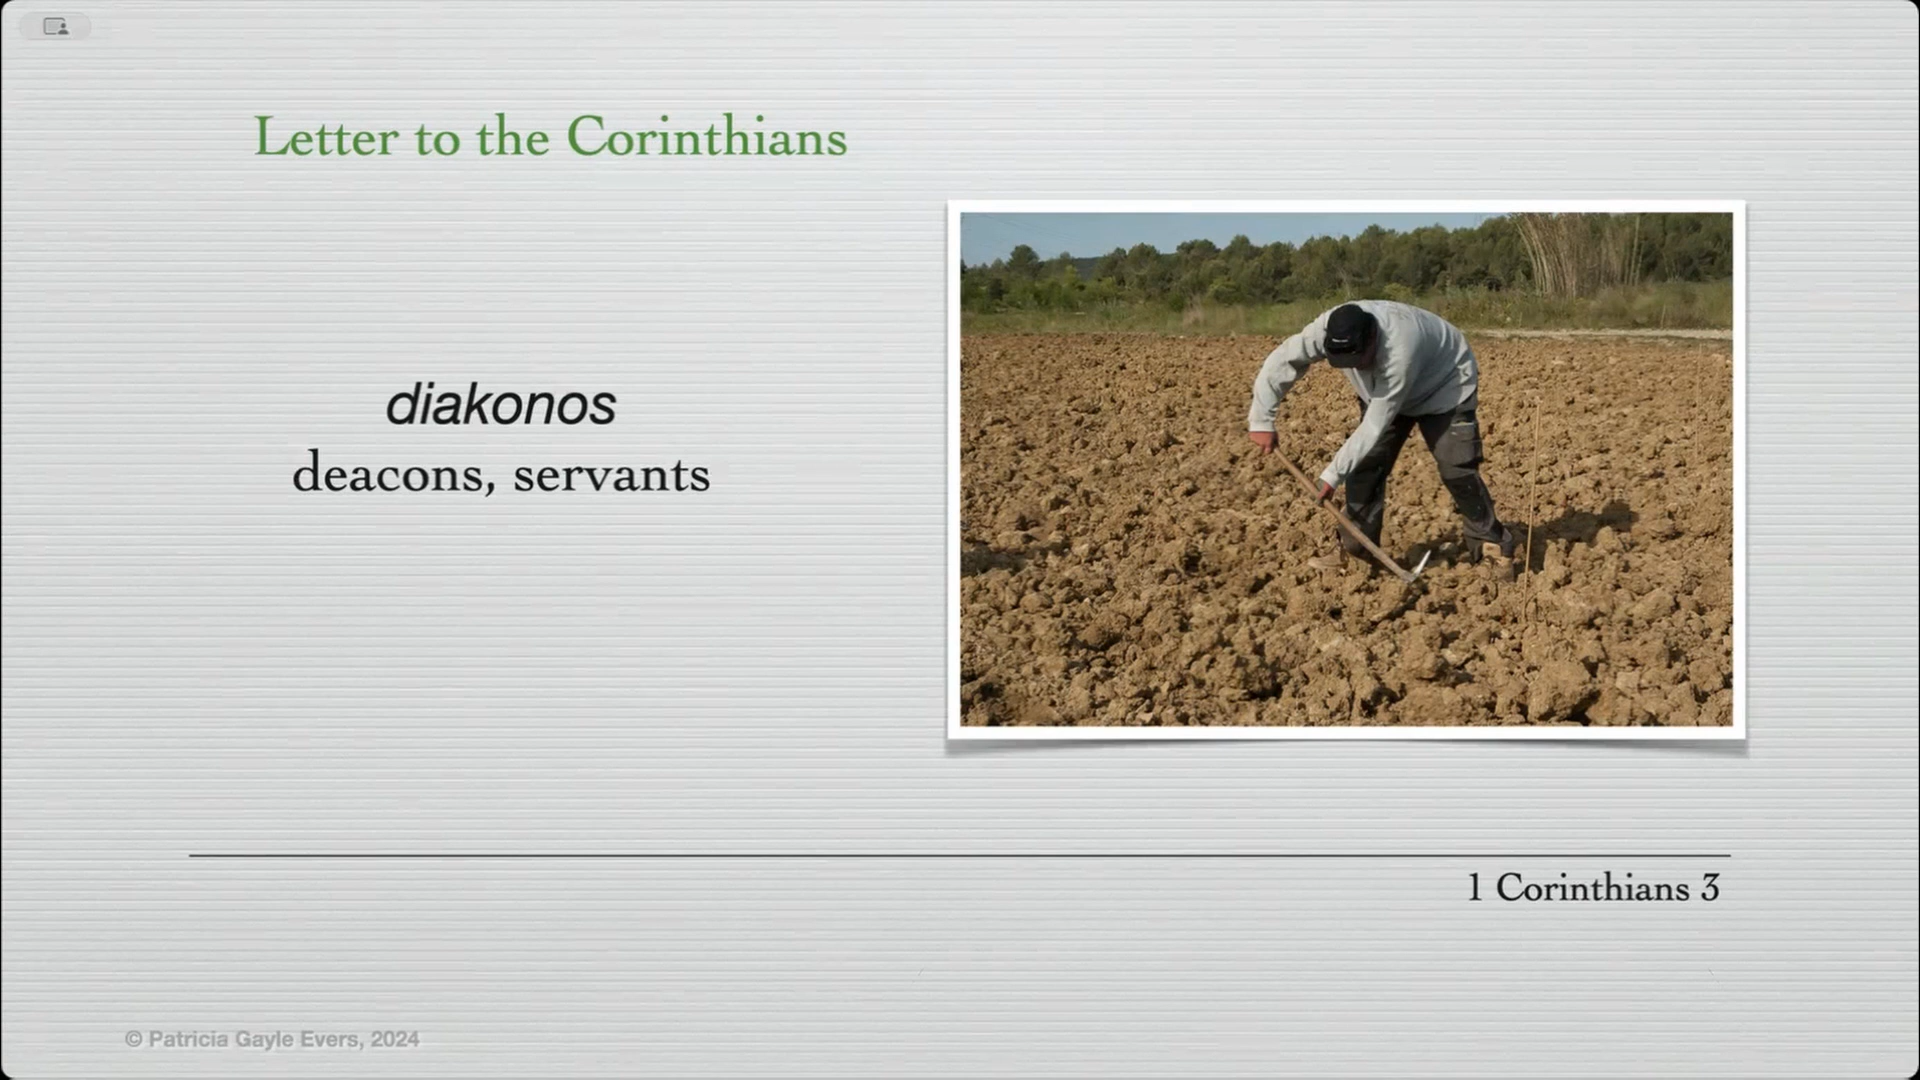 Letter to the Corinthians
diakonos
deacons, servants
1 Corinthians 3
© Patricia Gayle Evers, 2024